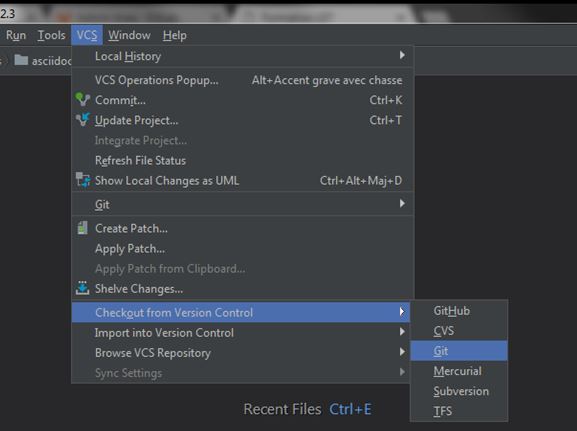 2.3
Run Tools VCS Window Help
asciidoc
Local History
VCS Operations Popup... Alt+Accent grave avec chasse
Commit... Ctrl+K
Update Project... Ctrl+T
Integrate Project...
Refresh File Status
Show Local Changes as UML Ctrl+Alt+Maj+D
Git
Create Patch...
Apply Patch...
Apply Patch from Clipboard...
Shelve Changes...
Checkout from Version Control
Import into Version Control
Browse VCS Repository
Sync Settings
GitHub
CVS
Git
Mercurial
Subversion
TFS
Recent Files Ctrl+E